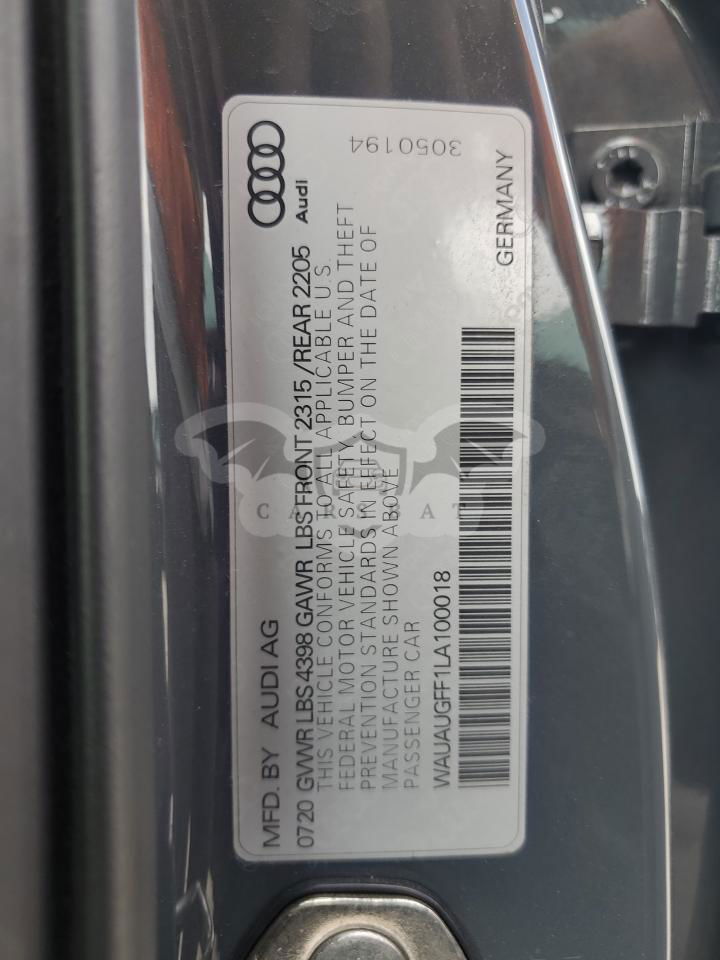 MFD. BY AUDI AG
Audi
0720 GVWR LBS 4398 GAWR LBS FRONT 2315 /REAR 2205
THIS VEHICLE CONFORMS TO ALL APPLICABLE U.S.
FEDERAL MOTOR VEHICLE SAFETY, BUMPER AND THEFT
PREVENTION STANDARDS IN EFFECT ON THE DATE OF
MANUFACTURE SHOWN ABOVE
PASSENGER CAR
3050194
WAUAUGFF1LA100018
GERMANY
CARSBAT